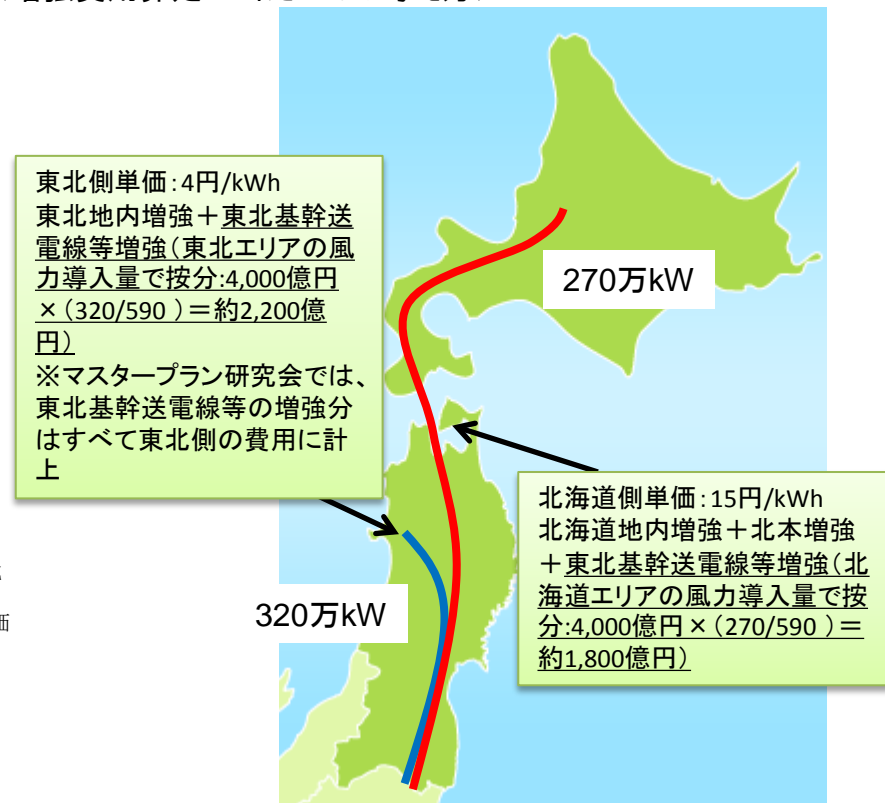 東北側単価:4円/kWh
東北地内増強+東北基幹送
電線等増強(東北エリアの風
力導入量で按分:4,000億円
×(320/590 )=約2,200億
円)
※マスタープラン研究会では、
東北基幹送電線等の増強分
はすべて東北側の費用に計
上
270万kW
北海道側単価:15円/kWh
北海道地内増強+北本増強
+東北基幹送電線等増強(北
海道エリアの風力導入量で按
分:4,000億円×(270/590 )=
約1,800億円)
320万kW